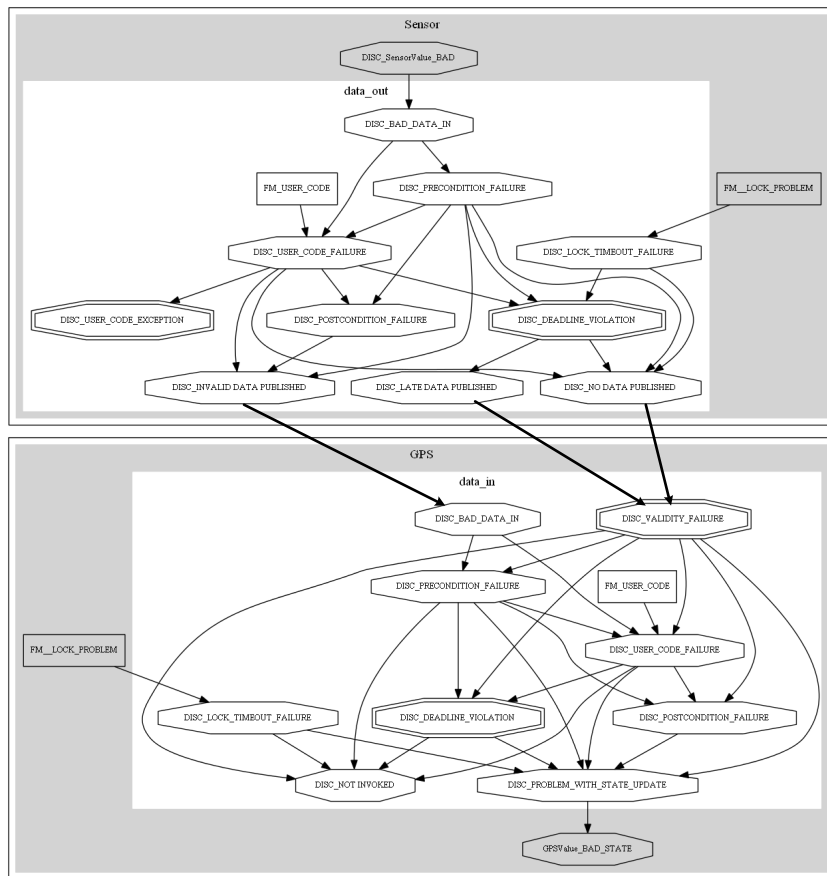 Sensor
DISC_SensorValue_BAD
data_out
DISC_BAD_DATA_IN
FM_USER_CODE
DISC_PRECONDITION_FAILURE
FM__LOCK_PROBLEM
DISC_USER_CODE_FAILURE
DISC_LOCK_TIMEOUT_FAILURE
DISC_USER_CODE_EXCEPTION
DISC_POSTCONDITION_FAILURE
DISC_DEADLINE_VIOLATION
DISC_INVALID DATA PUBLISHED
DISC_LATE DATA PUBLISHED
DISC_NO DATA PUBLISHED
GPS
data_in
DISC_BAD_DATA_IN
DISC_VALIDITY_FAILURE
DISC_PRECONDITION_FAILURE
FM_USER_CODE
FM__LOCK_PROBLEM
DISC_USER_CODE_FAILURE
DISC_LOCK_TIMEOUT_FAILURE
DISC_DEADLINE_VIOLATION
DISC_POSTCONDITION_FAILURE
DISC_NOT INVOKED
DISC_PROBLEM_WITH_STATE_UPDATE
GPSValue_BAD_STATE